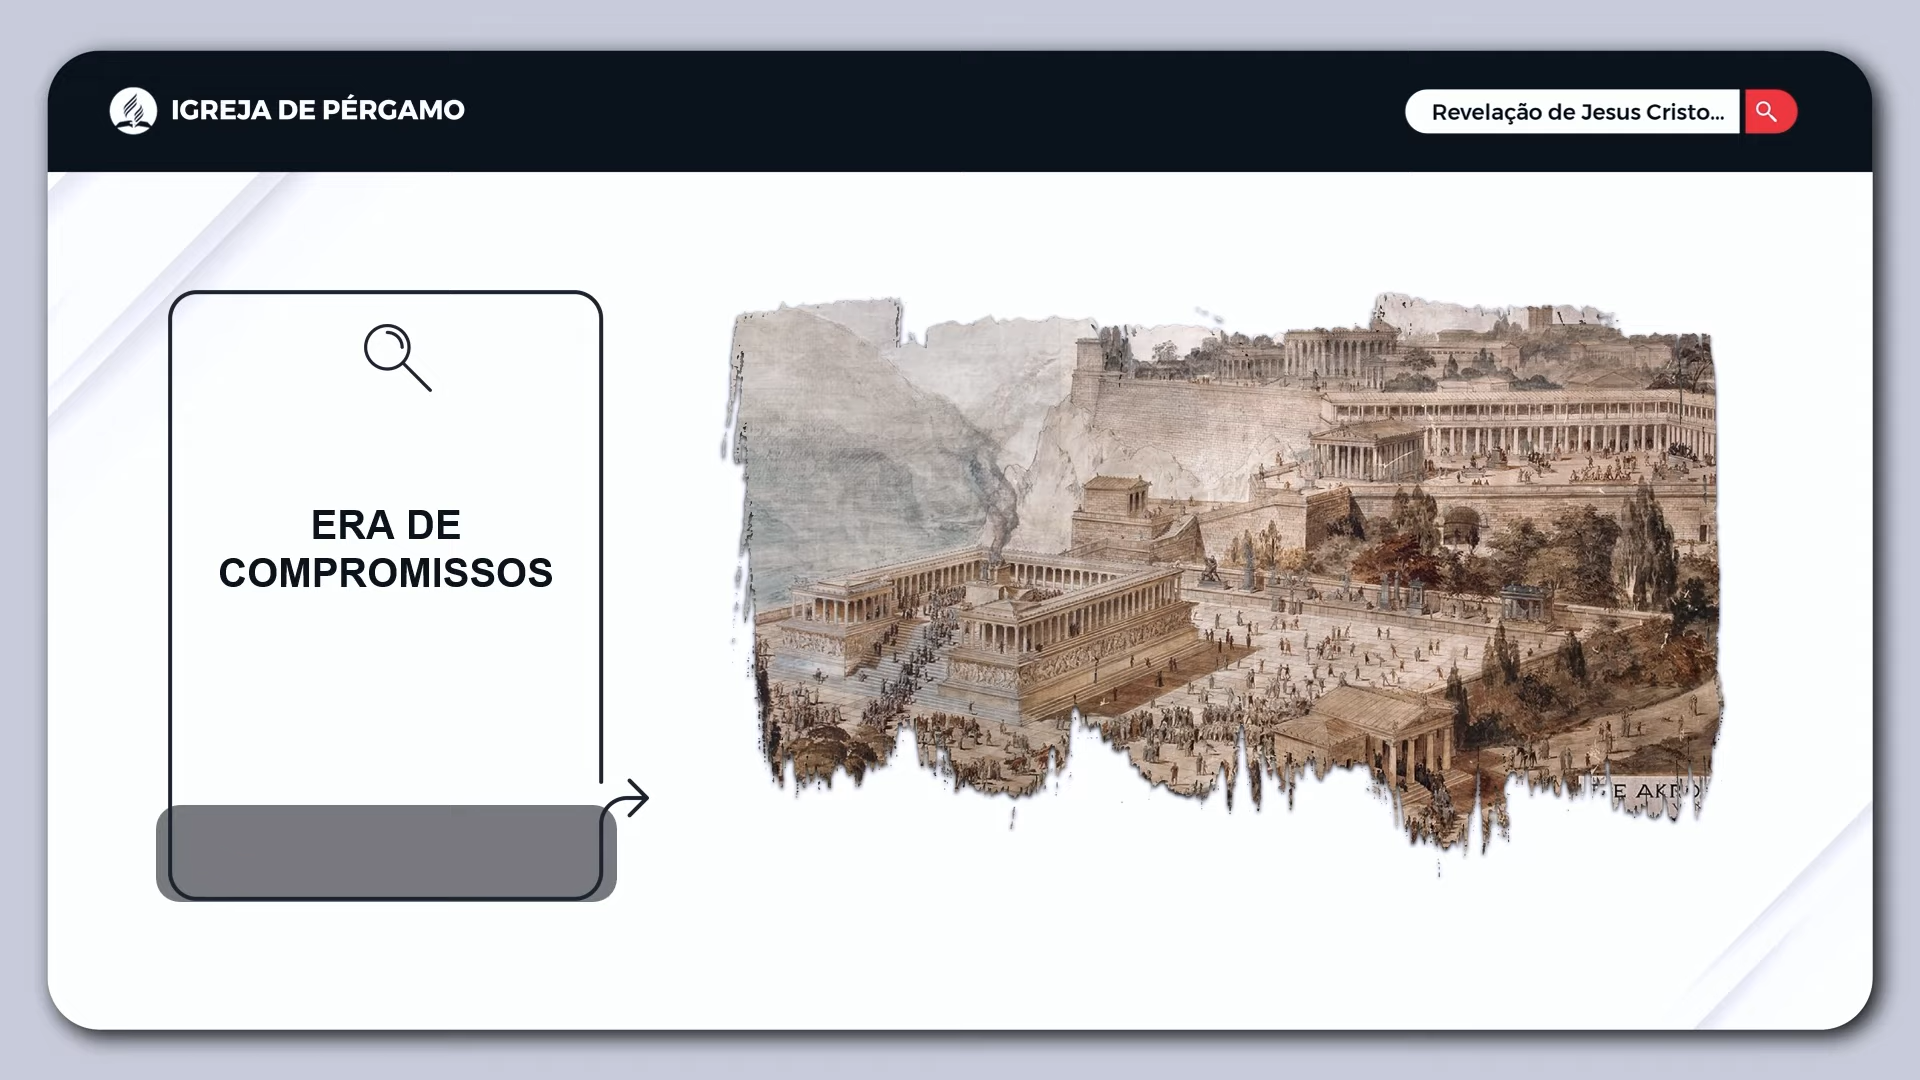 IGREJA DE PÉRGAMO
Revelação de Jesus Cristo...
ERA DE
COMPROMISSOS